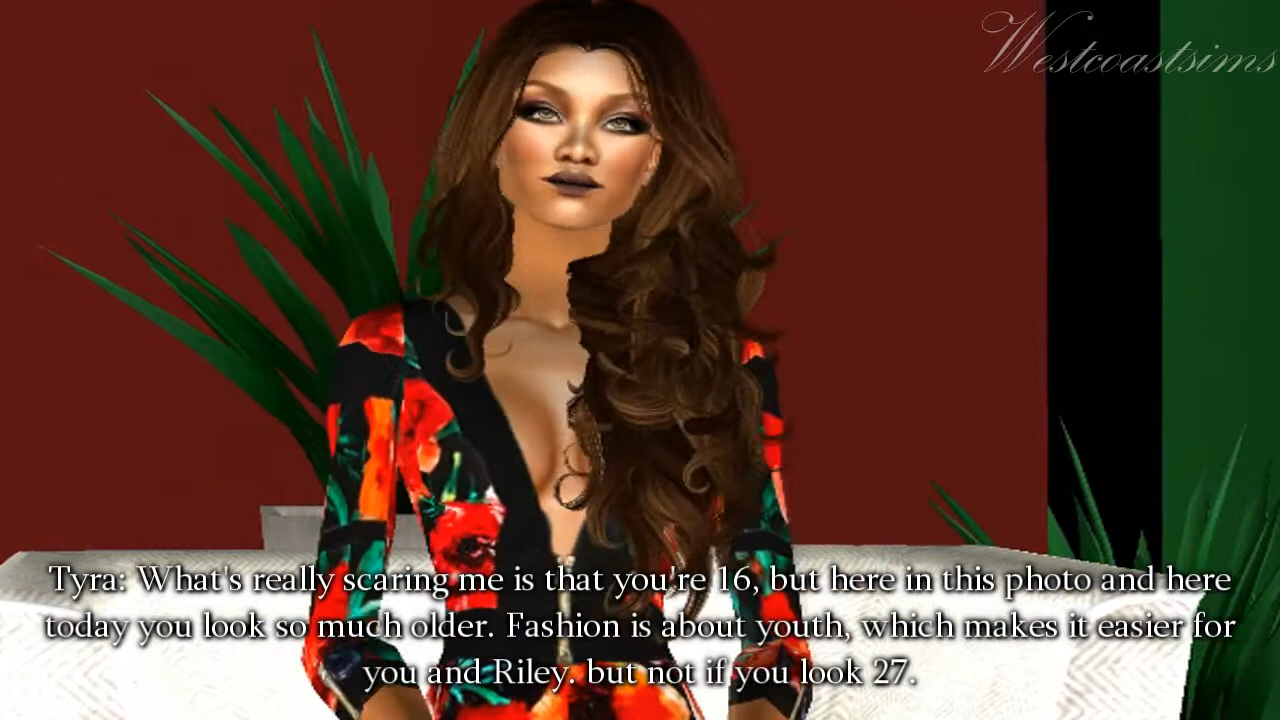 Westcoastsims
Tyra: What's really scaring me is that you're 16, but here in this photo and here
today you look so much older. Fashion is about youth, which makes it easier for
you and Riley. but not if you look 27.